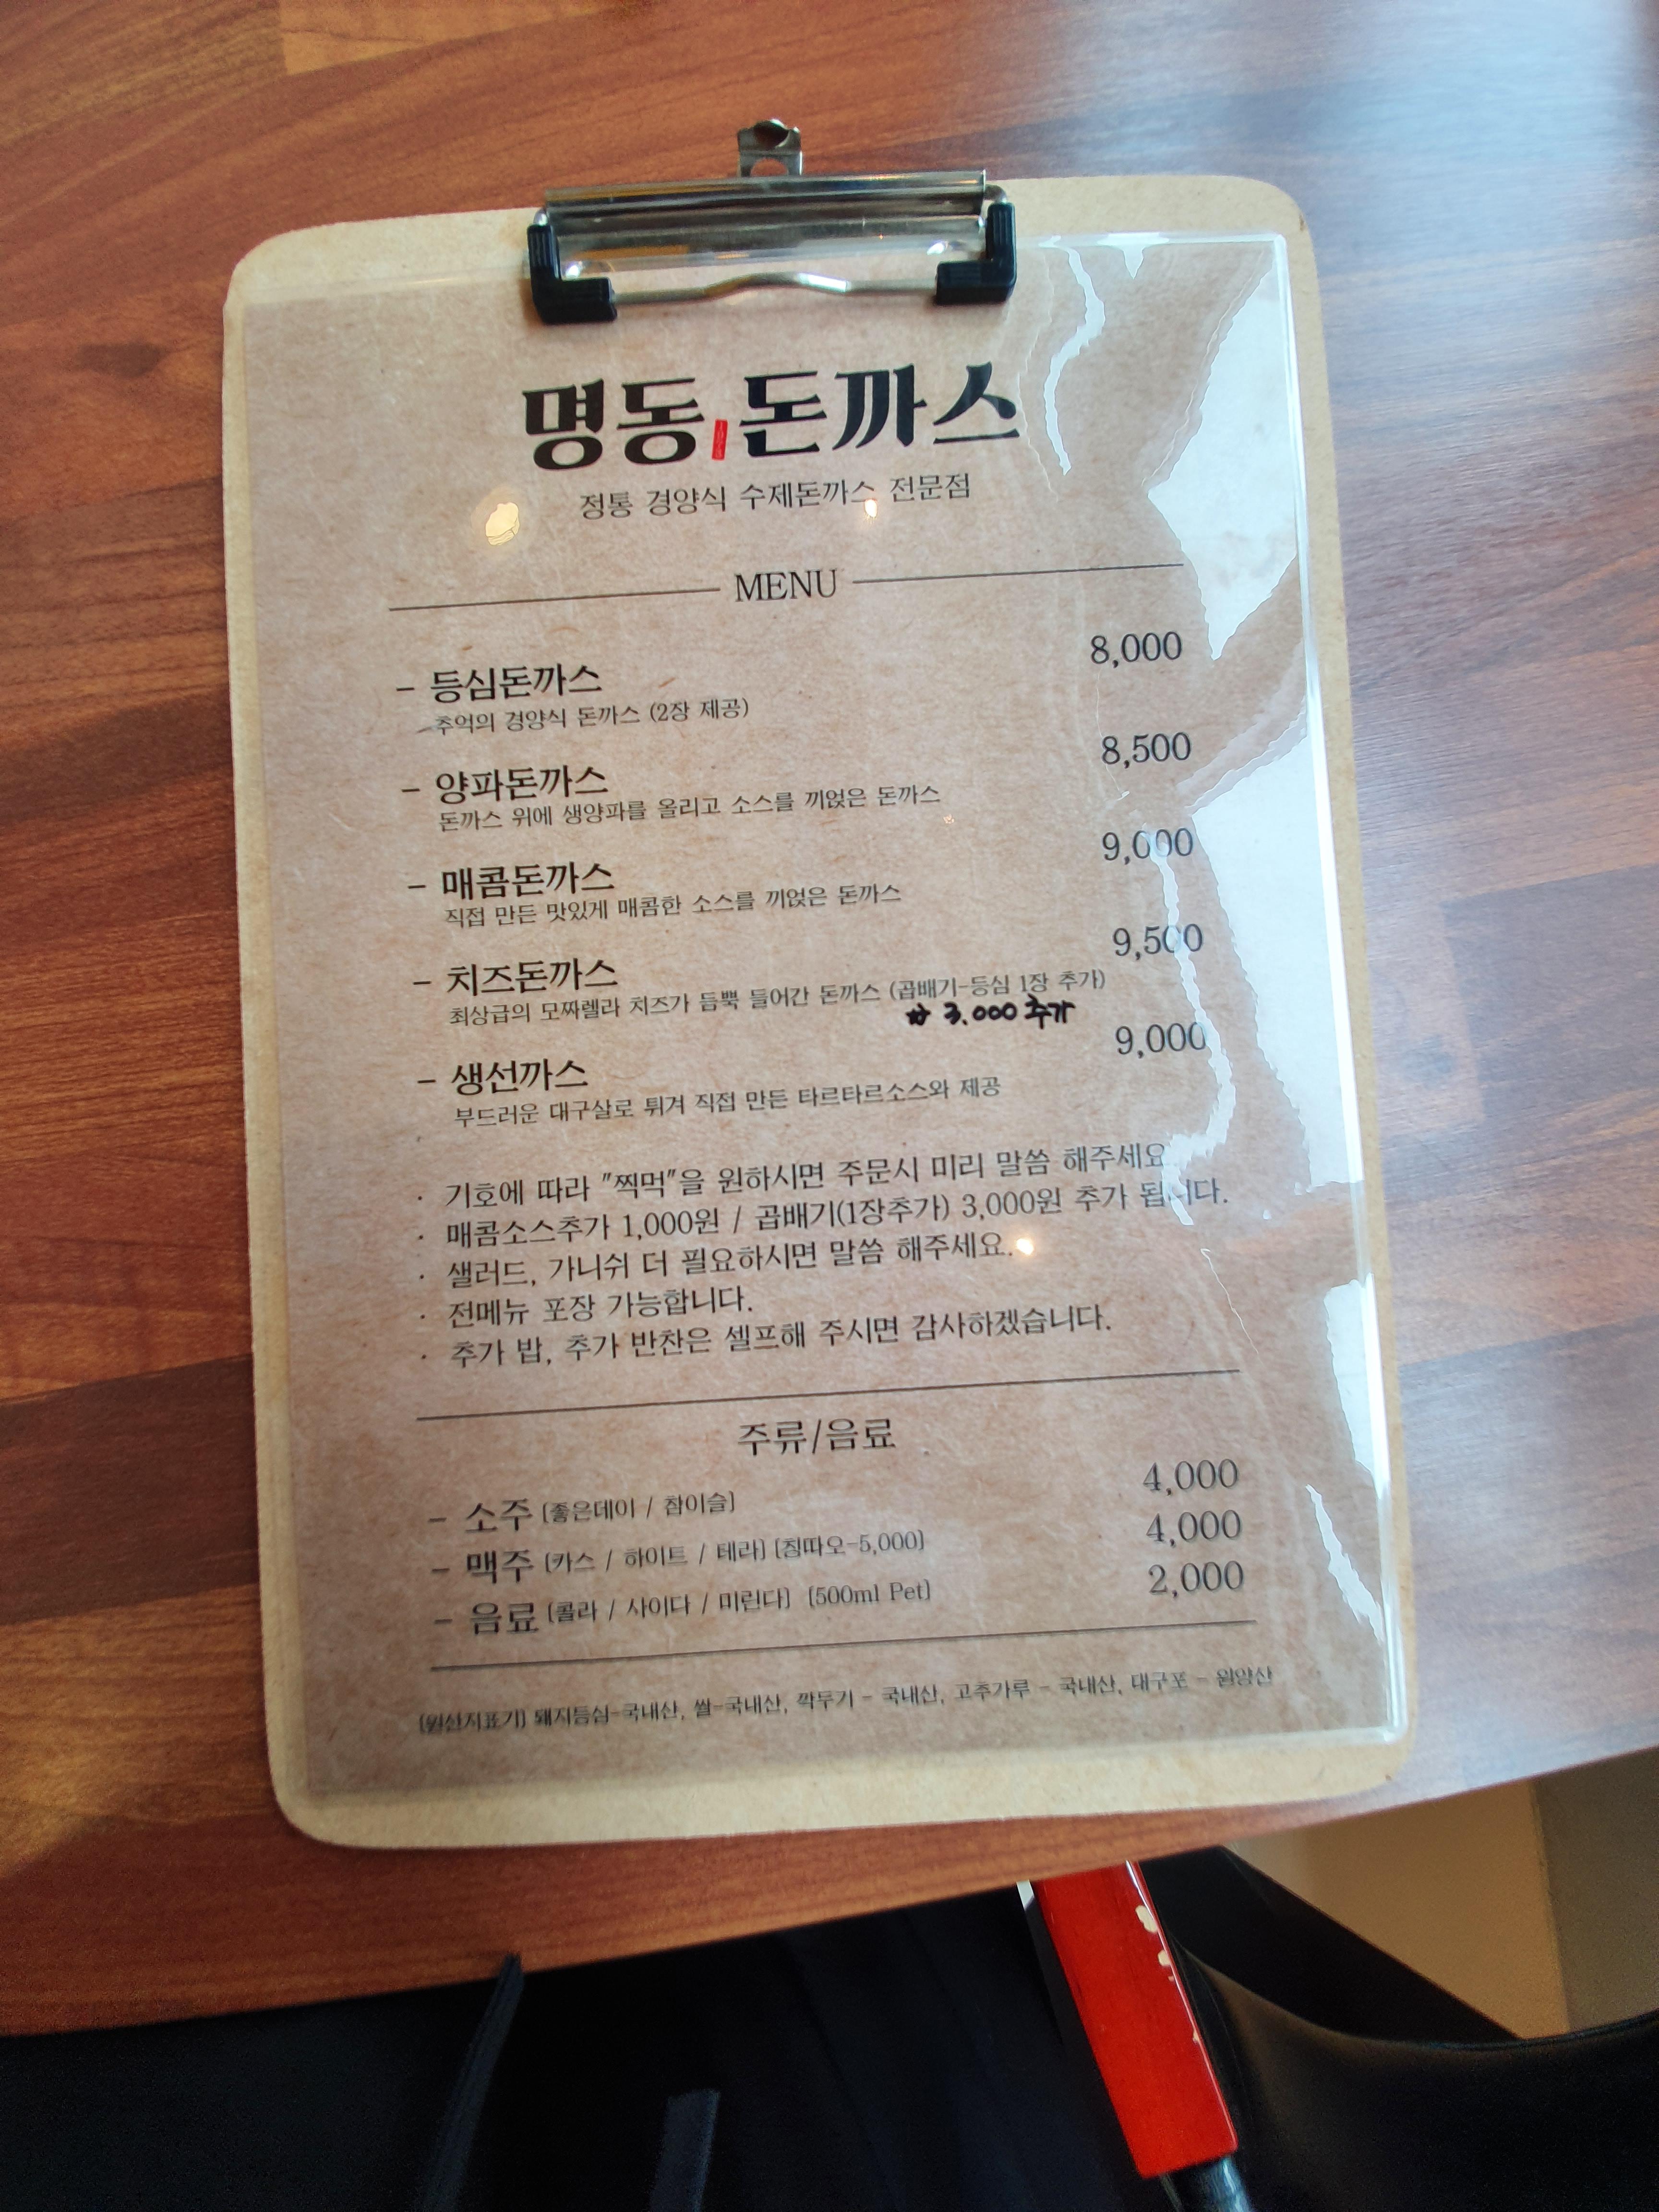 명동 돈까스
정통 경양식 수제돈까스 전문점
MENU
- 등심돈까스 8,000
추억의 경양식 돈까스 (2장 제공)
- 양파돈까스 8,500
돈까스 위에 생양파를 올리고 소스를 끼얹은 돈까스
- 매콤돈까스 9,000
직접 만든 맛있게 매콤한 소스를 끼얹은 돈까스
- 치즈돈까스 9,500
최상급의 모짜렐라 치즈가 듬뿍 들어간 돈까스 (곱배기-등심 1장 추가)
☆ 3.000 추가
- 생선까스 9,000
부드러운 대구살로 튀겨 직접 만든 타르타르소스와 제공
· 기호에 따라 "찍먹"을 원하시면 주문시 미리 말씀 해주세요
· 매콤소스추가 1,000원 / 곱배기(1장추가) 3,000원 추가 됩니다.
· 샐러드, 가니쉬 더 필요하시면 말씀 해주세요.
· 전메뉴 포장 가능합니다.
· 추가 밥, 추가 반찬은 셀프해 주시면 감사하겠습니다.
주류/음료
- 소주 [좋은데이 / 참이슬] 4,000
- 맥주 [카스 / 하이트 / 테라] [칭따오-5,000] 4,000
- 음료 [콜라 / 사이다 / 미린다] [500ml Pet] 2,000
[원산지표기] 돼지등심-국내산, 쌀-국내산, 깍두기 - 국내산, 고추가루 - 국내산, 대구포 - 원양산